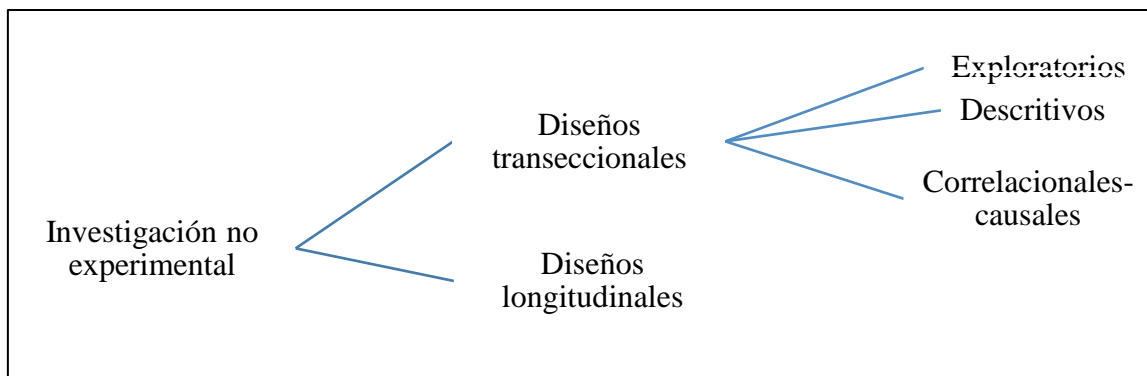 Exploratorios
Descritivos
Diseños
transeccionales
Correlacionales-
causales
Investigación no
experimental
Diseños
longitudinales